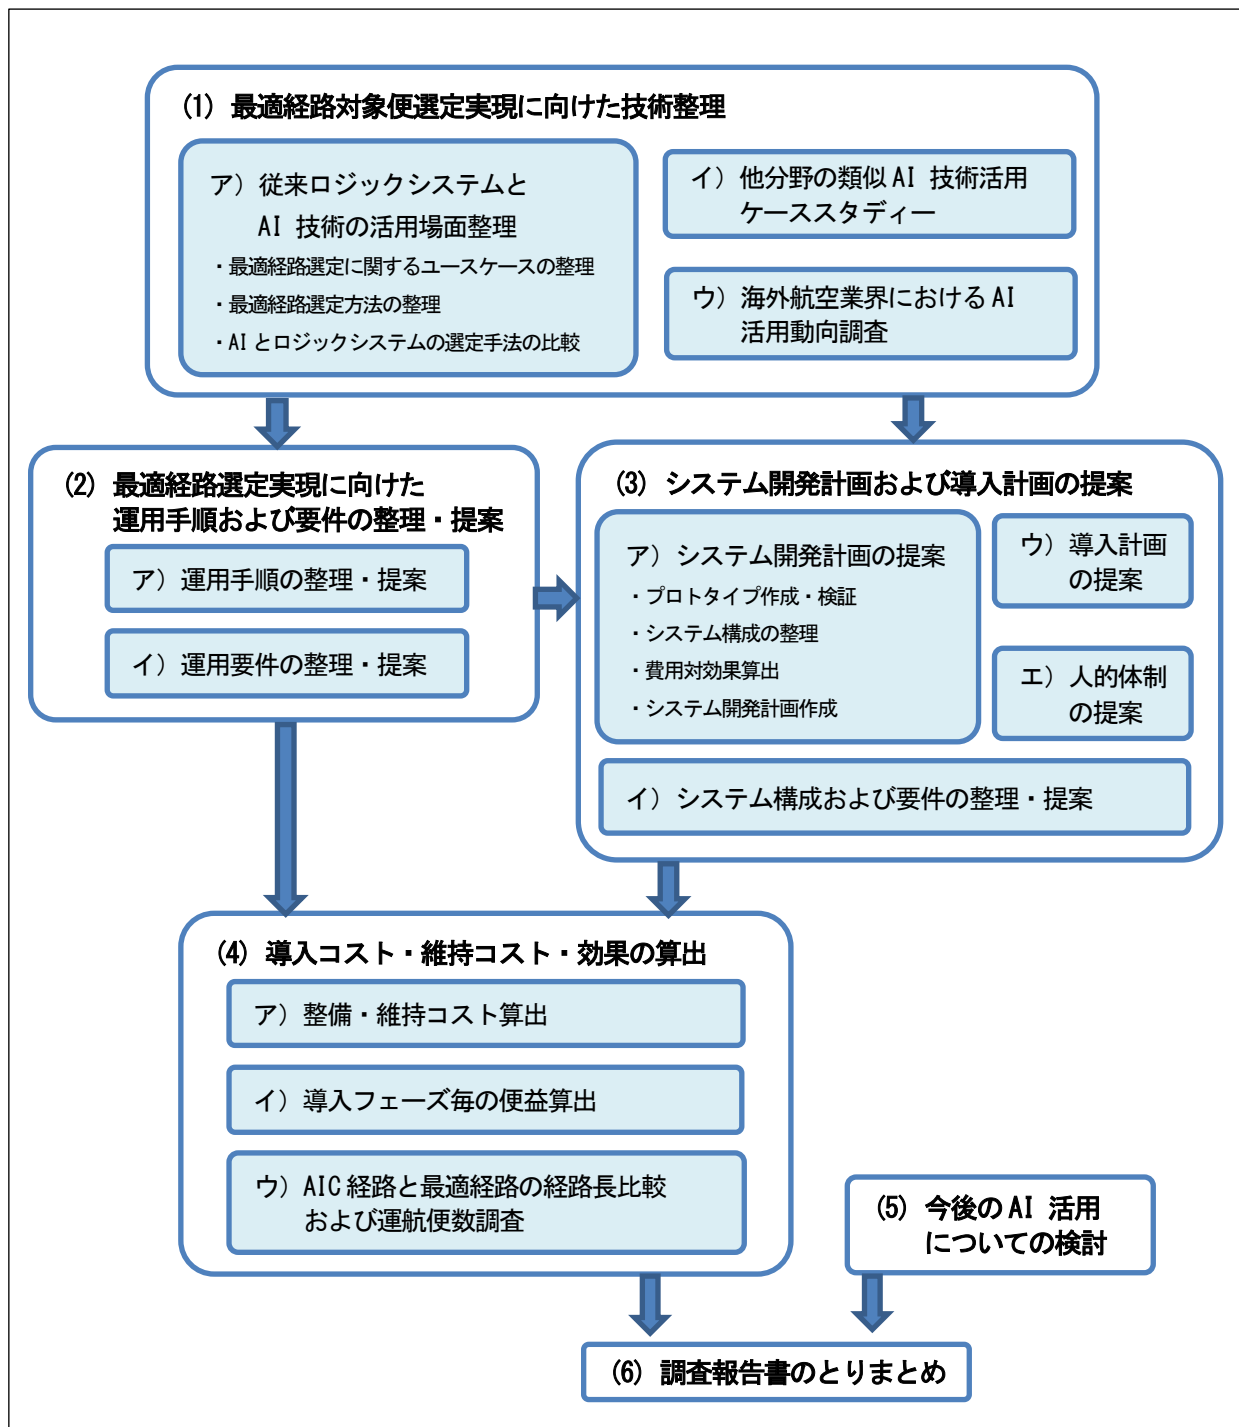 (1) 最適経路対象便選定実現に向けた技術整理
ア）従来ロジックシステムと
AI 技術の活用場面整理
・最適経路選定に関するユースケースの整理
・最適経路選定方法の整理
・AI とロジックシステムの選定手法の比較
イ）他分野の類似 AI 技術活用
ケーススタディー
ウ）海外航空業界における AI
活用動向調査
(2) 最適経路選定実現に向けた
運用手順および要件の整理・提案
ア）運用手順の整理・提案
イ）運用要件の整理・提案
(3) システム開発計画および導入計画の提案
ア）システム開発計画の提案
・プロトタイプ作成・検証
・システム構成の整理
・費用対効果算出
・システム開発計画作成
ウ）導入計画
の提案
エ）人的体制
の提案
イ）システム構成および要件の整理・提案
(4) 導入コスト・維持コスト・効果の算出
ア）整備・維持コスト算出
イ）導入フェーズ毎の便益算出
ウ）AIC 経路と最適経路の経路長比較
および運航便数調査
(5) 今後の AI 活用
についての検討
(6) 調査報告書のとりまとめ